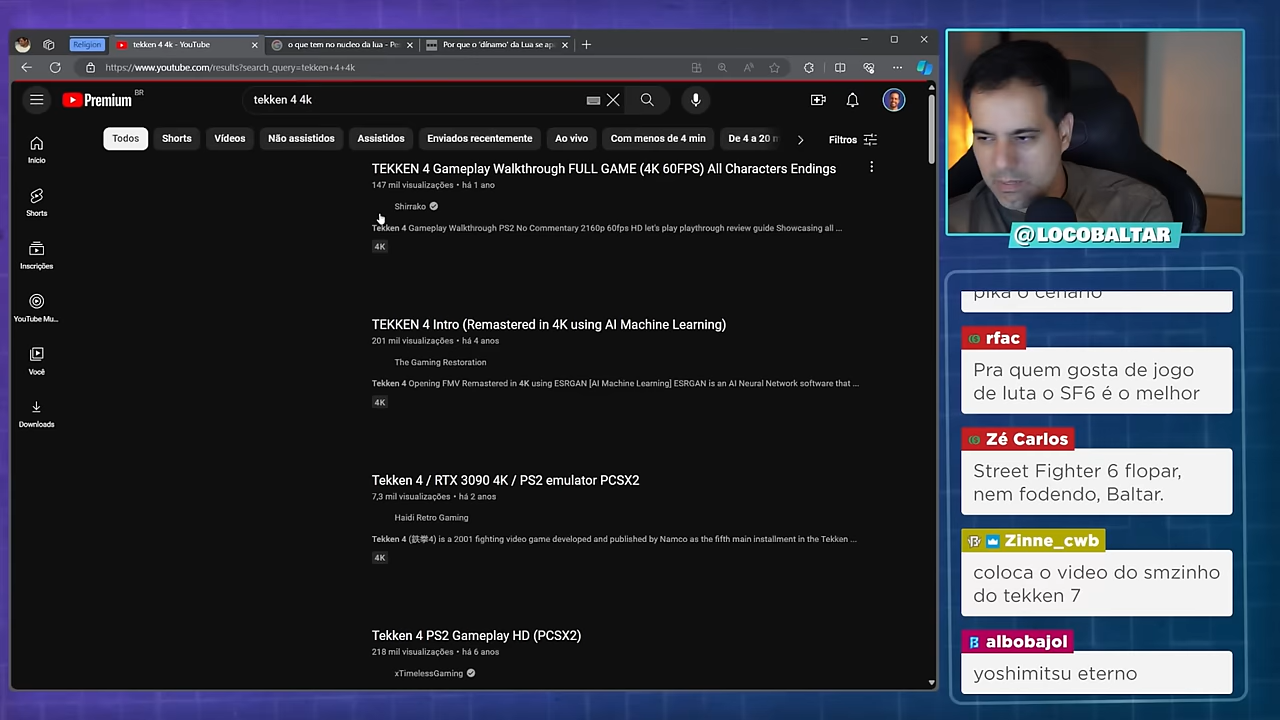 Religion
tekken 4 4k - YouTube
o que tem no nucleo da lua - Pe
Por que o 'dínamo' da Lua se ap
https://www.youtube.com/results?search_query=tekken+4+4k
Premium BR
tekken 4 4k
Todos
Shorts
Vídeos
Não assistidos
Assistidos
Enviados recentemente
Ao vivo
Com menos de 4 min
De 4 a 20 m
Filtros
Início
Shorts
Inscrições
YouTube Mu...
Você
Downloads
TEKKEN 4 Gameplay Walkthrough FULL GAME (4K 60FPS) All Characters Endings
147 mil visualizações • há 1 ano
Shirrako
Tekken 4 Gameplay Walkthrough PS2 No Commentary 2160p 60fps HD let's play playthrough review guide Showcasing all ...
4K
TEKKEN 4 Intro (Remastered in 4K using AI Machine Learning)
201 mil visualizações • há 4 anos
The Gaming Restoration
Tekken 4 Opening FMV Remastered in 4K using ESRGAN [AI Machine Learning] ESRGAN is an AI Neural Network software that ...
4K
Tekken 4 / RTX 3090 4K / PS2 emulator PCSX2
7,3 mil visualizações • há 2 anos
Haidi Retro Gaming
Tekken 4 (鉄拳4) is a 2001 fighting video game developed and published by Namco as the fifth main installment in the Tekken ...
4K
Tekken 4 PS2 Gameplay HD (PCSX2)
218 mil visualizações • há 6 anos
xTimelessGaming
@LOCOBALTAR
pika o cenário
rfac
Pra quem gosta de jogo
de luta o SF6 é o melhor
Zé Carlos
Street Fighter 6 flopar,
nem fodendo, Baltar.
Zinne_cwb
coloca o video do smzinho
do tekken 7
albobajol
yoshimitsu eterno